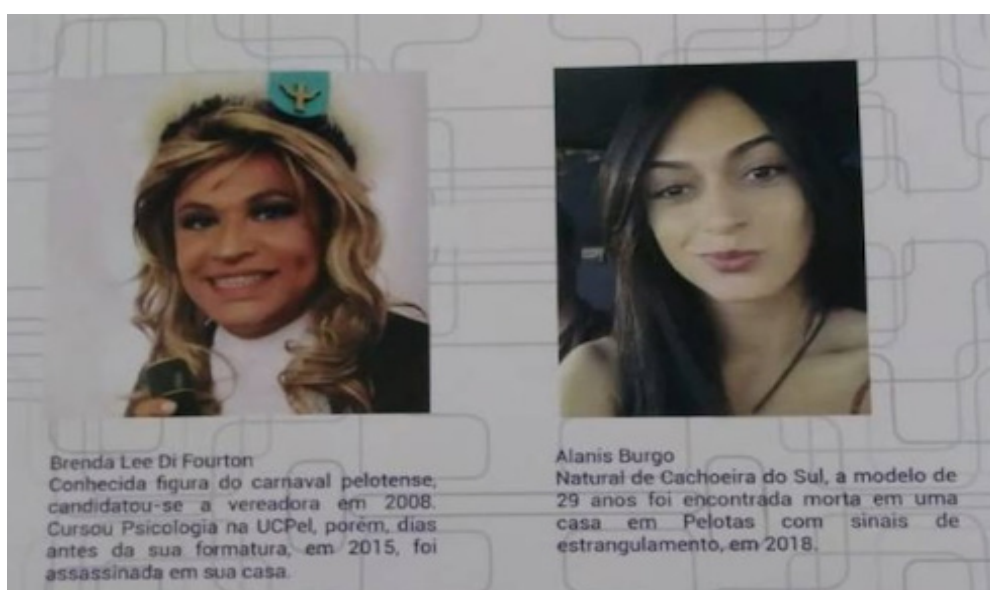 Brenda Lee Di Fourton
Conhecida figura do carnaval pelotense,
candidatou-se a vereadora em 2008.
Cursou Psicologia na UCPel, porém, dias
antes da sua formatura, em 2015, foi
assassinada em sua casa.
Alanis Burgo
Natural de Cachoeira do Sul, a modelo de
29 anos foi encontrada morta em uma
casa em Pelotas com sinais de
estrangulamento, em 2018.